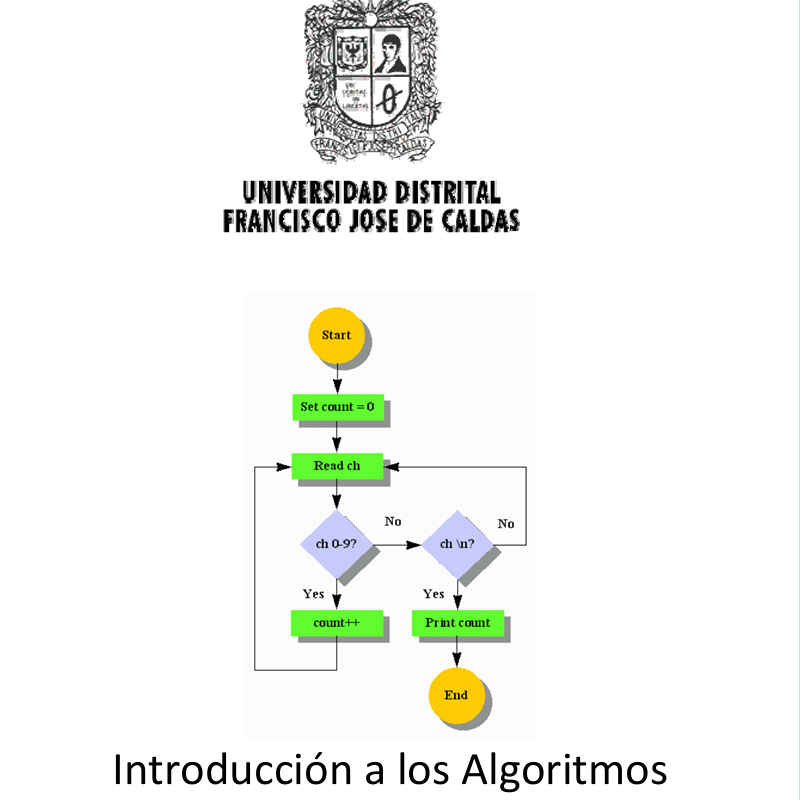 UNIVERSIDAD DISTRITAL
FRANCISCO JOSE DE CALDAS
Start
Set count = 0
Read ch
ch 0-9?
No
ch \n?
No
Yes
Yes
count++
Print count
End
Introducción a los Algoritmos